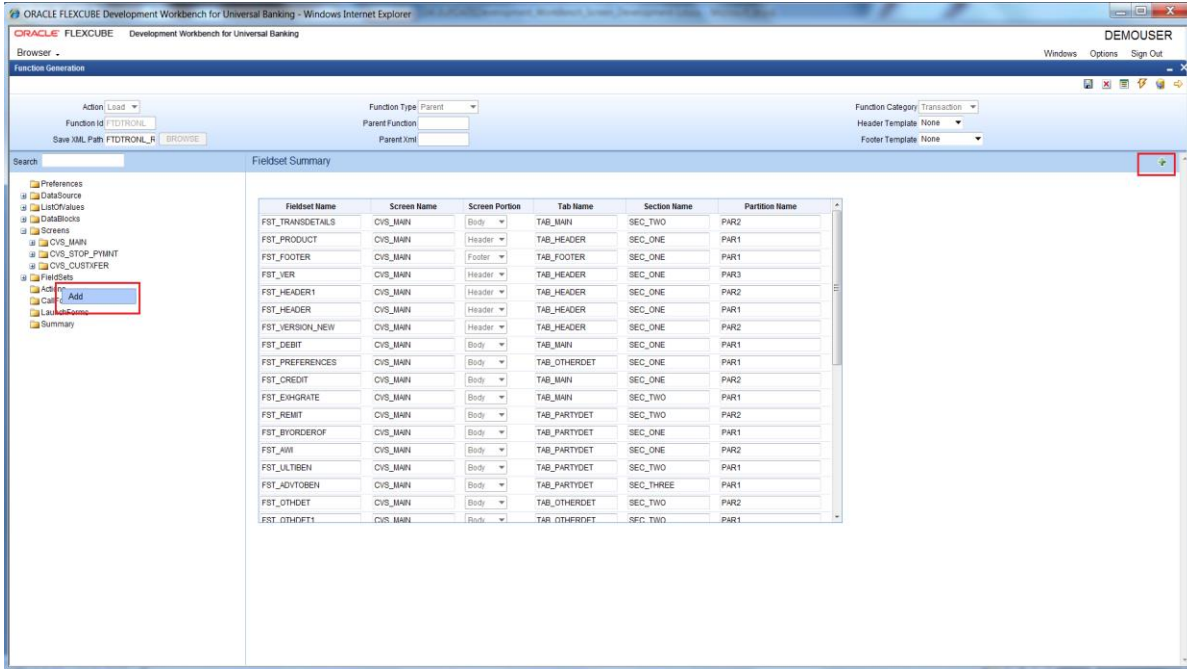 ORACLE FLEXCUBE Development Workbench for Universal Banking - Windows Internet Explorer
ORACLE FLEXCUBE Development Workbench for Universal Banking
DEMOUSER
Browser
Windows Options Sign Out
Function Generation
Action Load Function Type Parent Function Category Transaction
Function Id FTDTRONL Parent Function Header Template None
Save XML Path FTDTRONL_R BROWSE Parent Xml Footer Template None
Search Fieldset Summary
Preferences
DataSource
ListOfValues
DataBlocks
Screens
CVS_MAIN
CVS_STOP_PYMNT
CVS_CUSTXFER
FieldSets
Actions
Add
LaunchForms
Summary
Fieldset Name Screen Name Screen Portion Tab Name Section Name Partition Name
FST_TRANSDETAILS CVS_MAIN Body TAB_MAIN SEC_TWO PAR2
FST_PRODUCT CVS_MAIN Header TAB_HEADER SEC_ONE PAR1
FST_FOOTER CVS_MAIN Footer TAB_FOOTER SEC_ONE PAR1
FST_VER CVS_MAIN Header TAB_HEADER SEC_ONE PAR3
FST_HEADER1 CVS_MAIN Header TAB_HEADER SEC_ONE PAR2
FST_HEADER CVS_MAIN Header TAB_HEADER SEC_ONE PAR1
FST_VERSION_NEW CVS_MAIN Header TAB_HEADER SEC_ONE PAR2
FST_DEBIT CVS_MAIN Body TAB_MAIN SEC_ONE PAR1
FST_PREFERENCES CVS_MAIN Body TAB_OTHERDET SEC_ONE PAR1
FST_CREDIT CVS_MAIN Body TAB_MAIN SEC_ONE PAR2
FST_EXHGRATE CVS_MAIN Body TAB_MAIN SEC_TWO PAR1
FST_REMIT CVS_MAIN Body TAB_PARTYDET SEC_TWO PAR2
FST_BYORDEROF CVS_MAIN Body TAB_PARTYDET SEC_ONE PAR1
FST_AWI CVS_MAIN Body TAB_PARTYDET SEC_ONE PAR2
FST_ULTIBEN CVS_MAIN Body TAB_PARTYDET SEC_TWO PAR1
FST_ADVTOBEN CVS_MAIN Body TAB_PARTYDET SEC_THREE PAR1
FST_OTHDET CVS_MAIN Body TAB_OTHERDET SEC_TWO PAR2
FST_OTHDET1 CVS_MAIN Body TAB_OTHERDET SEC_TWO PAR1